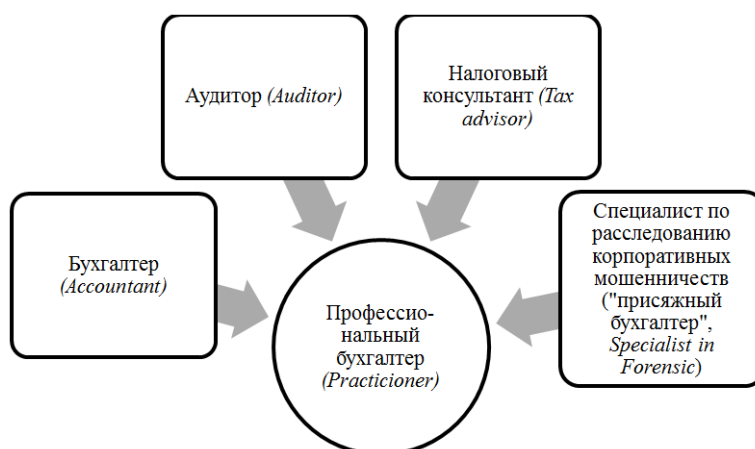 Аудитор (Auditor)
Налоговый
консультант (Tax
advisor)
Бухгалтер
(Accountant)
Профессио-
нальный
бухгалтер
(Practicioner)
Специалист по
расследованию
корпоративных
мошенничеств
("присяжный
бухгалтер",
Specialist in
Forensic)